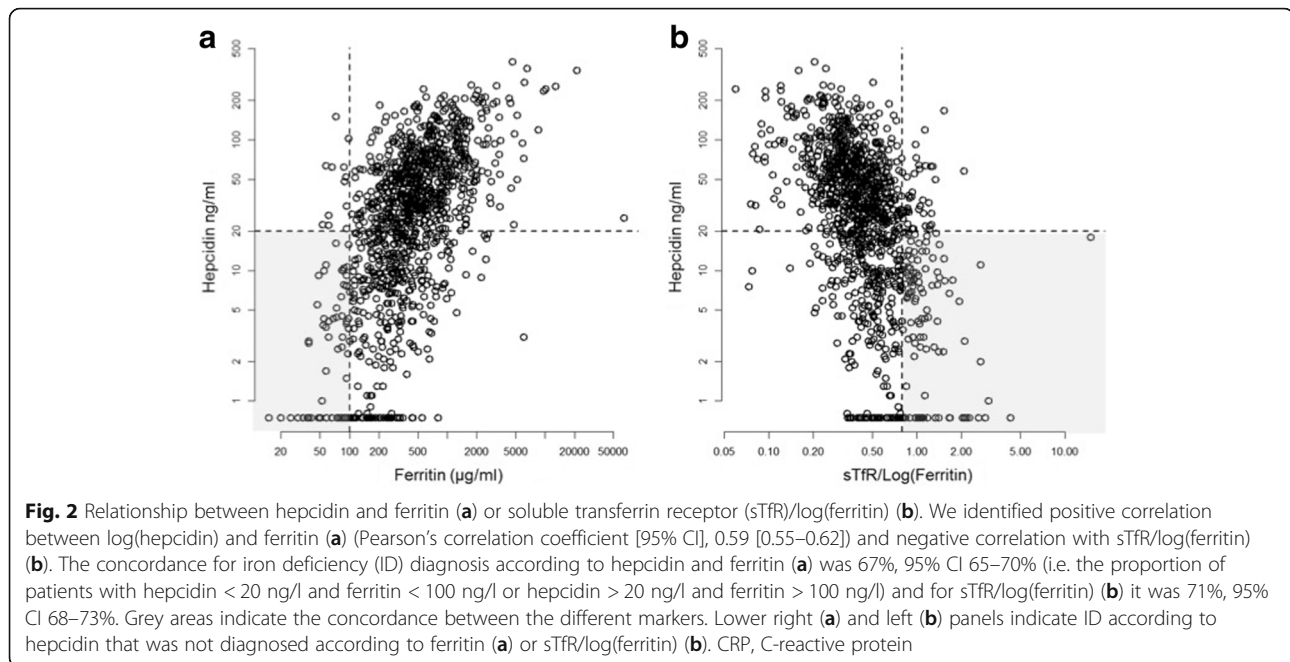 a
b
500
200
100
50
20
10
5
2
1
Hepcidin ng/ml
20 50 100 200 500 2000 5000 20000
Ferritin (µg/ml)
500
200
100
50
20
10
5
2
1
Hepcidin ng/ml
0.05 0.10 0.20 0.50 1.00 2.00 5.00 10.00
sTfR/Log(Ferritin)
Fig. 2 Relationship between hepcidin and ferritin (a) or soluble transferrin receptor (sTfR)/log(ferritin) (b). We identified positive correlation
between log(hepcidin) and ferritin (a) (Pearson's correlation coefficient [95% CI], 0.59 [0.55–0.62]) and negative correlation with sTfR/log(ferritin)
(b). The concordance for iron deficiency (ID) diagnosis according to hepcidin and ferritin (a) was 67%, 95% CI 65–70% (i.e. the proportion of
patients with hepcidin < 20 ng/l and ferritin < 100 ng/l or hepcidin > 20 ng/l and ferritin > 100 ng/l) and for sTfR/log(ferritin) (b) it was 71%, 95%
CI 68–73%. Grey areas indicate the concordance between the different markers. Lower right (a) and left (b) panels indicate ID according to
hepcidin that was not diagnosed according to ferritin (a) or sTfR/log(ferritin) (b). CRP, C-reactive protein